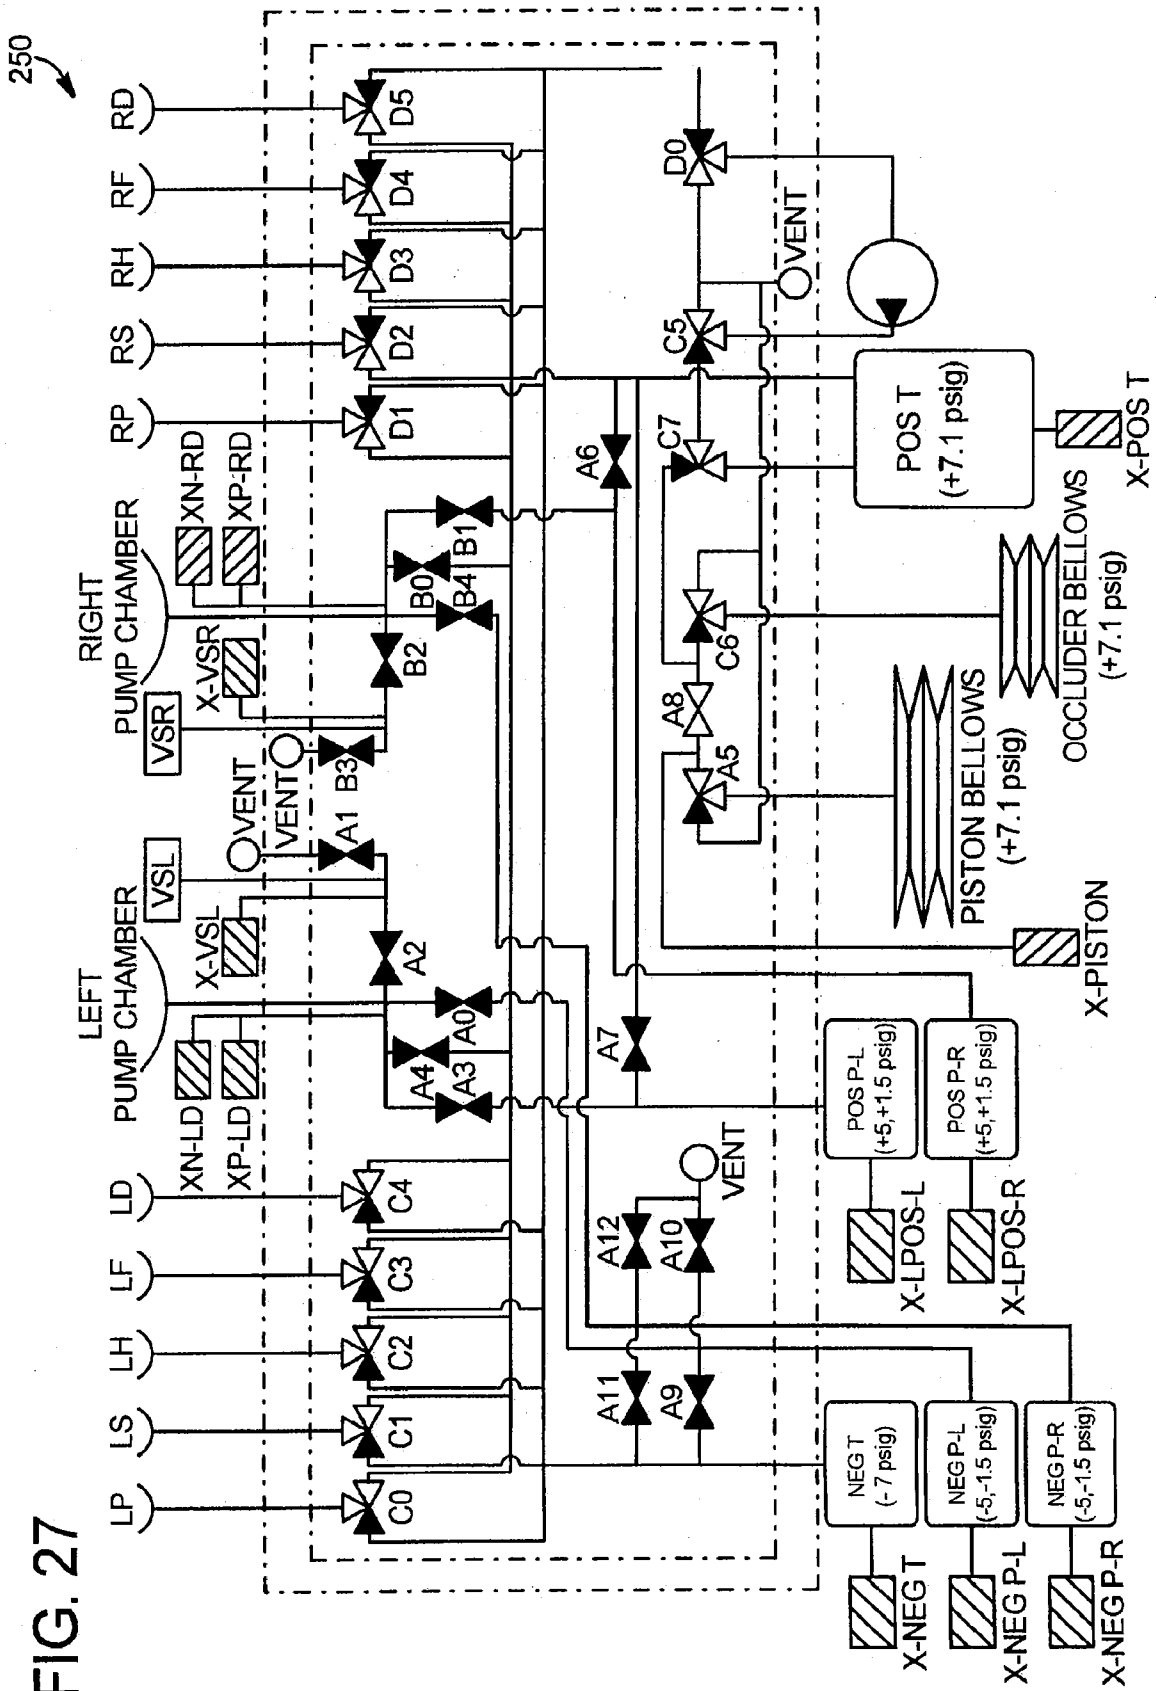 FIG. 27
250
LP
LS
LH
LF
LD
LEFT
PUMP CHAMBER
XN-LD
XP-LD
X-VSL
VSL
VENT
VENT
VSR
X-VSR
RIGHT
PUMP CHAMBER
XN-RD
XP-RD
RP
RS
RH
RF
RD
C0
C1
C2
C3
C4
A4
A3
A0
A2
A1
B3
B2
B0
B4
B1
D1
D2
D3
D4
D5
A11
A12
A9
A10
VENT
A7
A6
A5
A8
C6
C7
C5
D0
VENT
NEG T
(- 7 psig)
X-NEG T
NEG P-L
(-5,-1.5 psig)
X-NEG P-L
NEG P-R
(-5,-1.5 psig)
X-NEG P-R
POS P-L
(+5,+1.5 psig)
X-LPOS-L
POS P-R
(+5,+1.5 psig)
X-LPOS-R
X-PISTON
PISTON BELLOWS
(+7.1 psig)
OCCLUDER BELLOWS
(+7.1 psig)
POS T
(+7.1 psig)
X-POS T